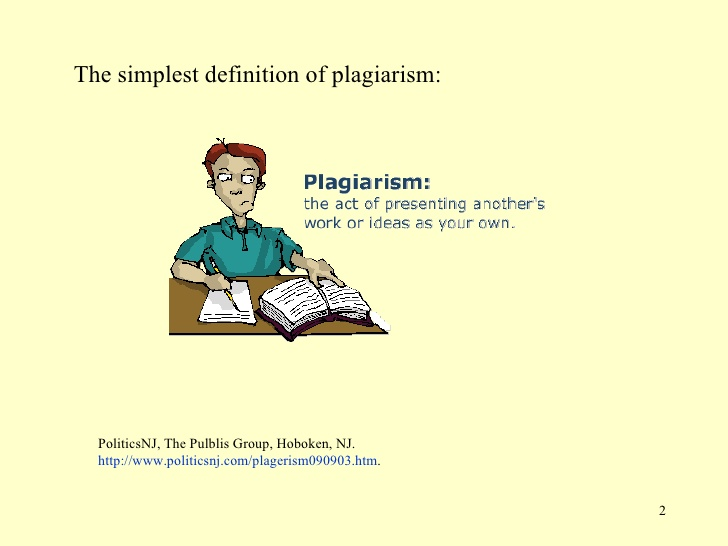 The simplest definition of plagiarism:
Plagiarism:
the act of presenting another's
work or ideas as your own.
PoliticsNJ, The Pulblis Group, Hoboken, NJ.
http://www.politicsnj.com/plagerism090903.htm.
2